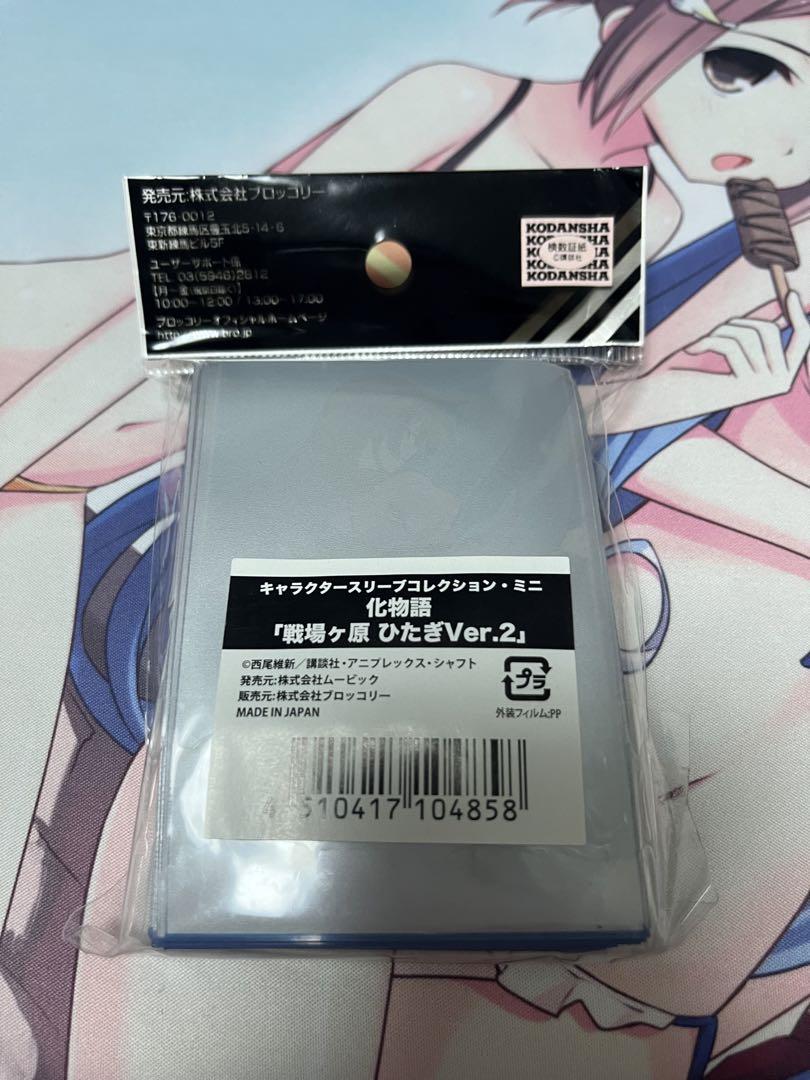 発売元:株式会社ブロッコリー
〒176-0012
東京都練馬区豊玉北5-14-6
東新練馬ビル5F
ユーザーサポート係
TEL 03(5946)2812
10:00~12:00 / 13:00~17:00
ブロッコリーオフィシャルホームページ
KODANSHA
KODANSHA
検数証紙
©講談社
KODANSHA
KODANSHA
キャラクタースリーブコレクション・ミニ
化物語
「戦場ヶ原 ひたぎVer.2」
©西尾維新/講談社・アニプレックス・シャフト
発売元:株式会社ムービック
販売元:株式会社ブロッコリー
MADE IN JAPAN
プラ
外装フィルム:PP
4 510417 104858